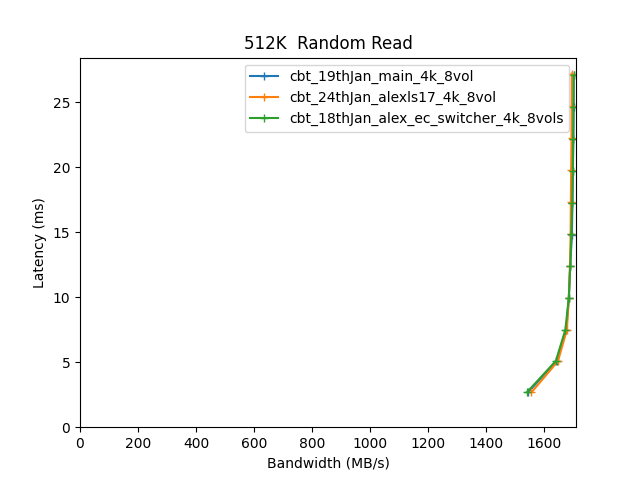 512K  Random Read
cbt_19thJan_main_4k_8vol
cbt_24thJan_alexls17_4k_8vol
cbt_18thJan_alex_ec_switcher_4k_8vols
Latency (ms)
25
20
15
10
5
0
0 200 400 600 800 1000 1200 1400 1600
Bandwidth (MB/s)